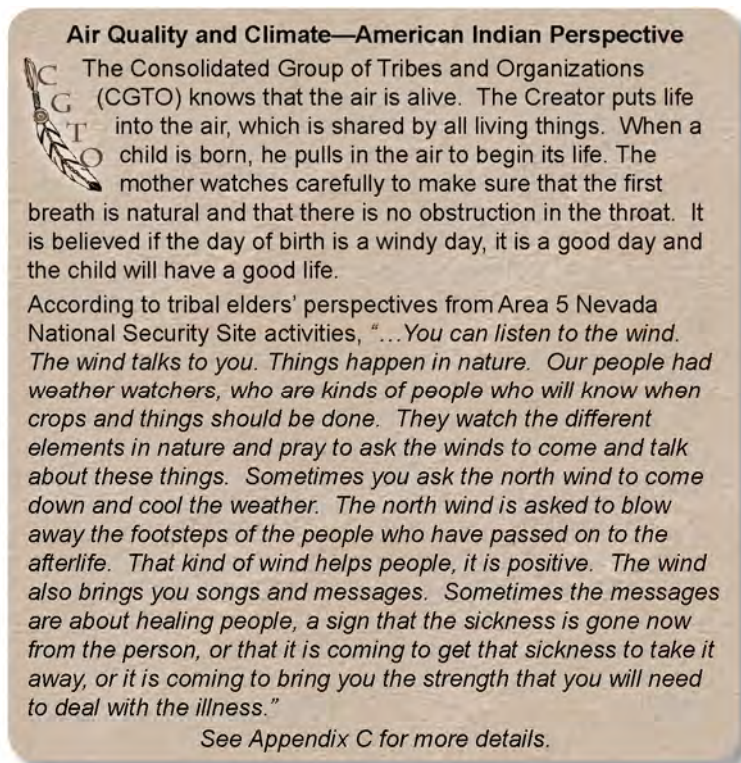 Air Quality and Climate—American Indian Perspective
C G T O
The Consolidated Group of Tribes and Organizations
(CGTO) knows that the air is alive.  The Creator puts life
into the air, which is shared by all living things.  When a
child is born, he pulls in the air to begin its life. The
mother watches carefully to make sure that the first
breath is natural and that there is no obstruction in the throat.  It
is believed if the day of birth is a windy day, it is a good day and
the child will have a good life.
According to tribal elders' perspectives from Area 5 Nevada
National Security Site activities, “…You can listen to the wind.
The wind talks to you. Things happen in nature.  Our people had
weather watchers, who are kinds of people who will know when
crops and things should be done.  They watch the different
elements in nature and pray to ask the winds to come and talk
about these things.  Sometimes you ask the north wind to come
down and cool the weather.  The north wind is asked to blow
away the footsteps of the people who have passed on to the
afterlife.  That kind of wind helps people, it is positive.  The wind
also brings you songs and messages.  Sometimes the messages
are about healing people, a sign that the sickness is gone now
from the person, or that it is coming to get that sickness to take it
away, or it is coming to bring you the strength that you will need
to deal with the illness.”
See Appendix C for more details.